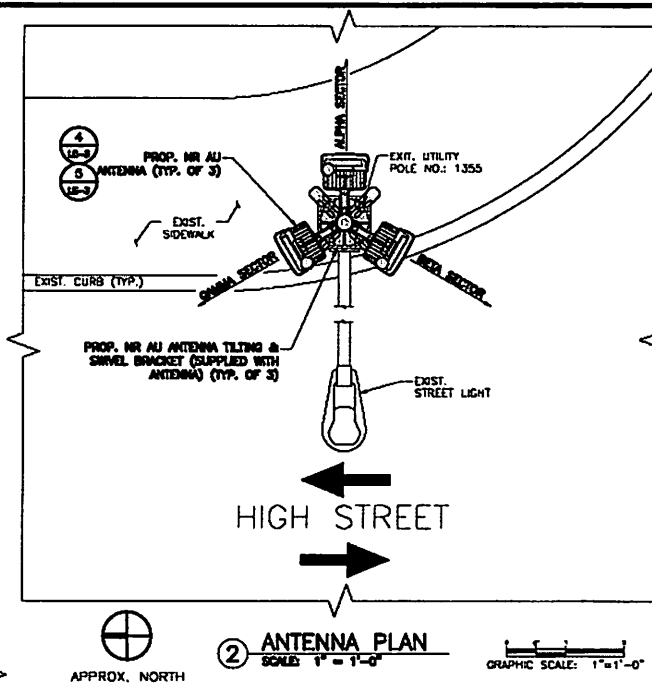 ALPHA SECTOR
4
LS-3
5
LS-3
PROP. NR AU
ANTENNA (TYP. OF 3)
EXIT. UTILITY
POLE NO.: 1355
EXIST.
SIDEWALK
EXIST. CURB (TYP.)
GAMMA SECTOR
BETA SECTOR
PROP. NR AU ANTENNA TILTING &
SWIVEL BRACKET (SUPPLIED WITH
ANTENNA) (TYP. OF 3)
EXIST.
STREET LIGHT
HIGH STREET
APPROX. NORTH
2
ANTENNA PLAN
SCALE: 1" = 1'-0"
GRAPHIC SCALE: 1"=1'-0"